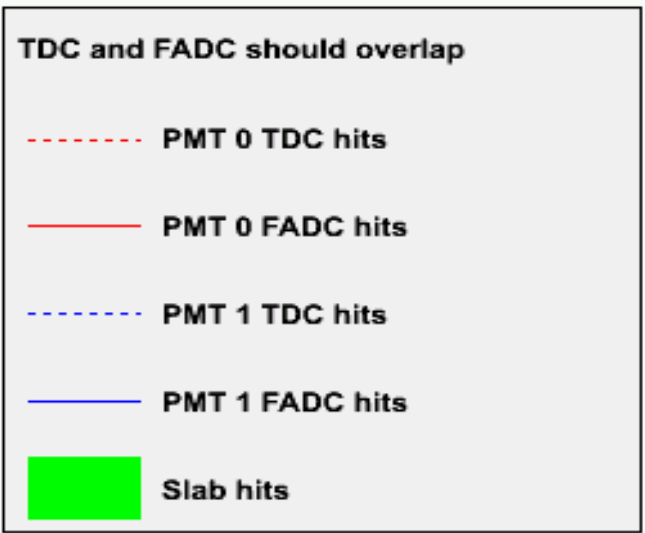 TDC and FADC should overlap
PMT 0 TDC hits
PMT 0 FADC hits
PMT 1 TDC hits
PMT 1 FADC hits
Slab hits